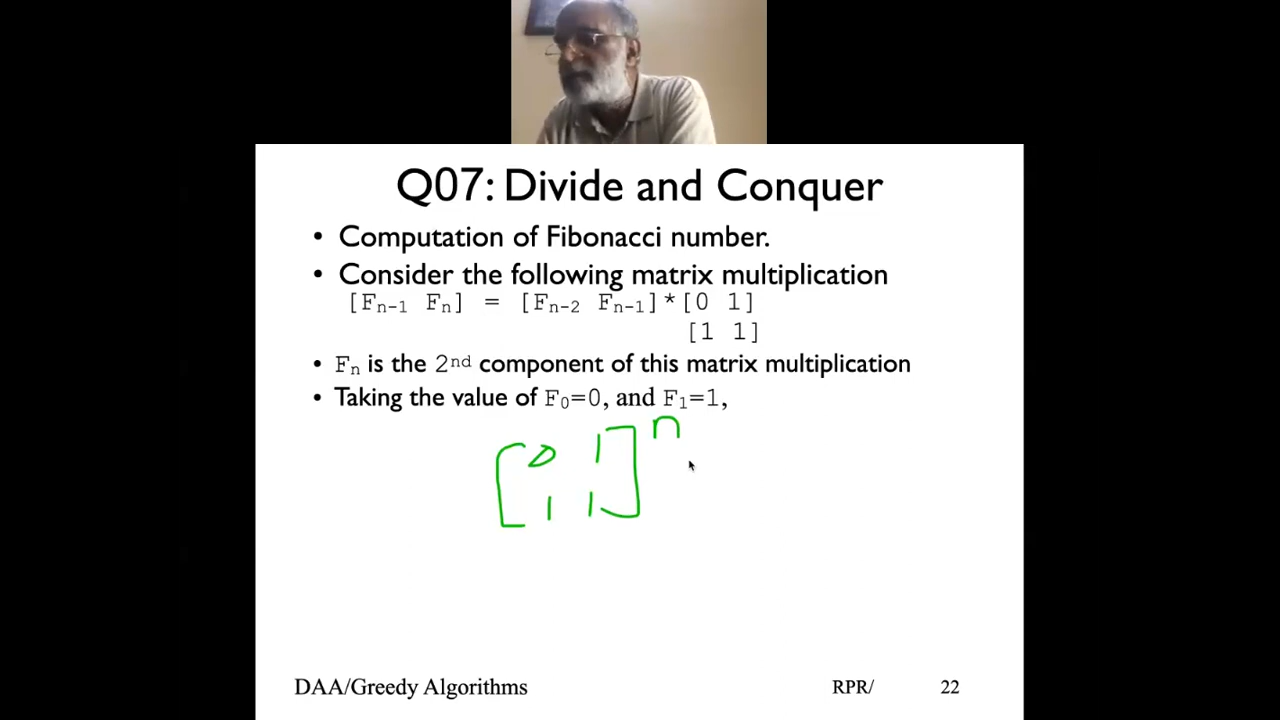 Q07: Divide and Conquer
• Computation of Fibonacci number.
• Consider the following matrix multiplication
[Fₙ₋₁ Fₙ] = [Fₙ₋₂ Fₙ₋₁]*[0 1]
[1 1]
• Fₙ is the 2nd component of this matrix multiplication
• Taking the value of F₀=0, and F₁=1,
[0 1]ⁿ
[1 1]
DAA/Greedy Algorithms RPR/ 22